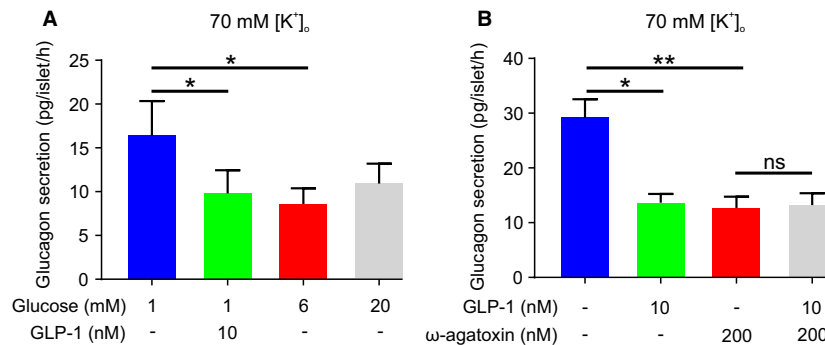 A
70 mM [K⁺]ₒ
Glucagon secretion (pg/islet/h)
25
20
15
10
5
0
*
*
Glucose (mM) 1 1 6 20
GLP-1 (nM) - 10 - -
B
70 mM [K⁺]ₒ
Glucagon secretion (pg/islet/h)
40
30
20
10
0
**
*
ns
GLP-1 (nM) - 10 - 10
ω-agatoxin (nM) - - 200 200